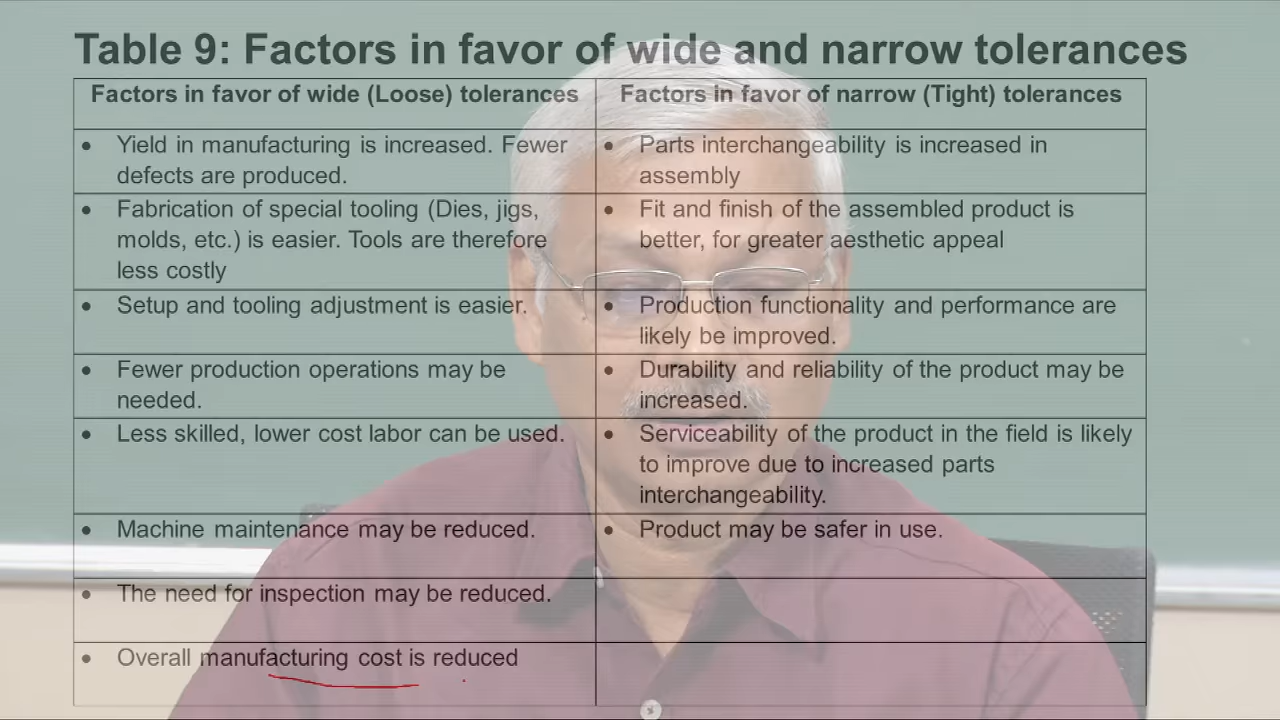 Table 9: Factors in favor of wide and narrow tolerances
Factors in favor of wide (Loose) tolerances
Factors in favor of narrow (Tight) tolerances
• Yield in manufacturing is increased. Fewer
defects are produced.
• Parts interchangeability is increased in
assembly
• Fabrication of special tooling (Dies, jigs,
molds, etc.) is easier. Tools are therefore
less costly
• Fit and finish of the assembled product is
better, for greater aesthetic appeal
• Setup and tooling adjustment is easier.
• Production functionality and performance are
likely be improved.
• Fewer production operations may be
needed.
• Durability and reliability of the product may be
increased.
• Less skilled, lower cost labor can be used.
• Serviceability of the product in the field is likely
to improve due to increased parts
interchangeability.
• Machine maintenance may be reduced.
• Product may be safer in use.
• The need for inspection may be reduced.
• Overall manufacturing cost is reduced